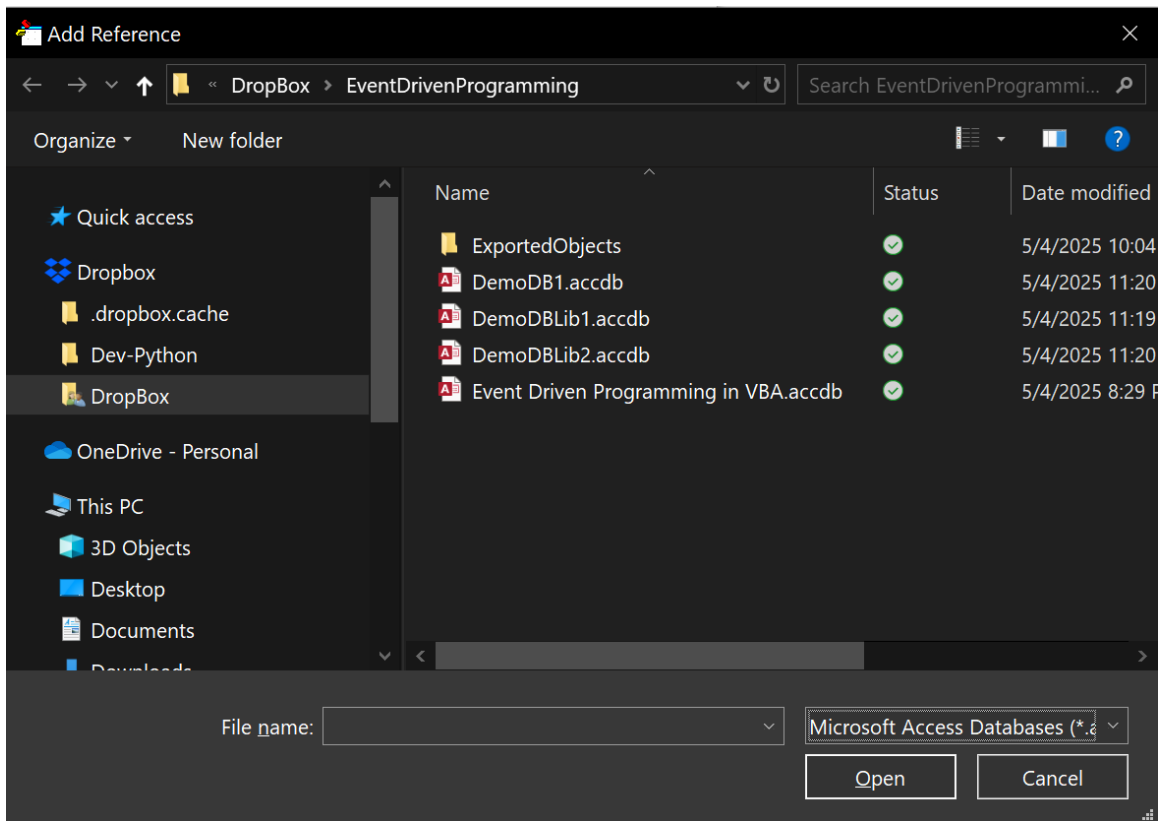 Add Reference
« DropBox > EventDrivenProgramming
Search EventDrivenProgrammi...
Organize
New folder
?
Name Status Date modified
Quick access
Dropbox
.dropbox.cache
Dev-Python
DropBox
OneDrive - Personal
This PC
3D Objects
Desktop
Documents
Downloads
ExportedObjects 5/4/2025 10:04
DemoDB1.accdb 5/4/2025 11:20
DemoDBLib1.accdb 5/4/2025 11:19
DemoDBLib2.accdb 5/4/2025 11:20
Event Driven Programming in VBA.accdb 5/4/2025 8:29 P
File name:
Microsoft Access Databases (*.a
Open
Cancel